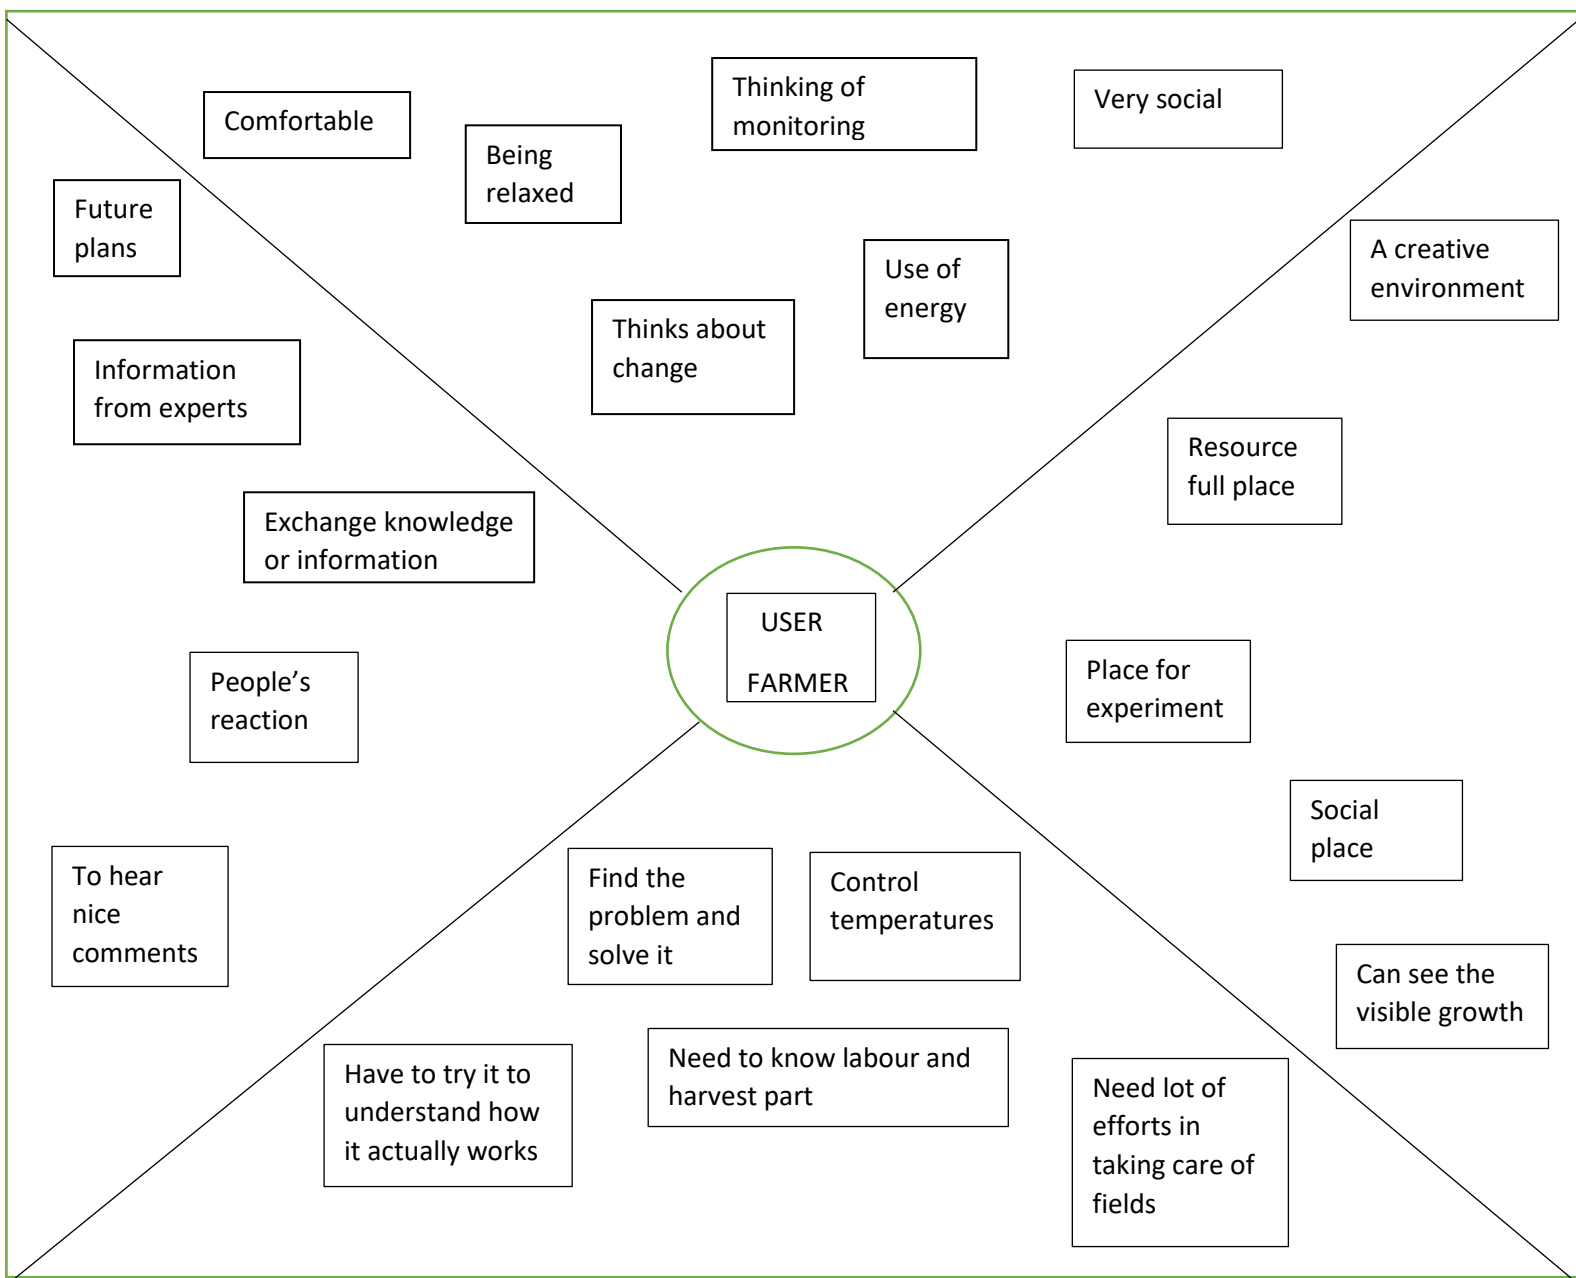 Comfortable
Being
relaxed
Thinking of
monitoring
Very social
Thinks about
change
Use of
energy
Future
plans
Information
from experts
Exchange knowledge
or information
People’s
reaction
To hear
nice
comments
USER
FARMER
A creative
environment
Resource
full place
Place for
experiment
Social
place
Can see the
visible growth
Find the
problem and
solve it
Control
temperatures
Have to try it to
understand how
it actually works
Need to know labour and
harvest part
Need lot of
efforts in
taking care of
fields